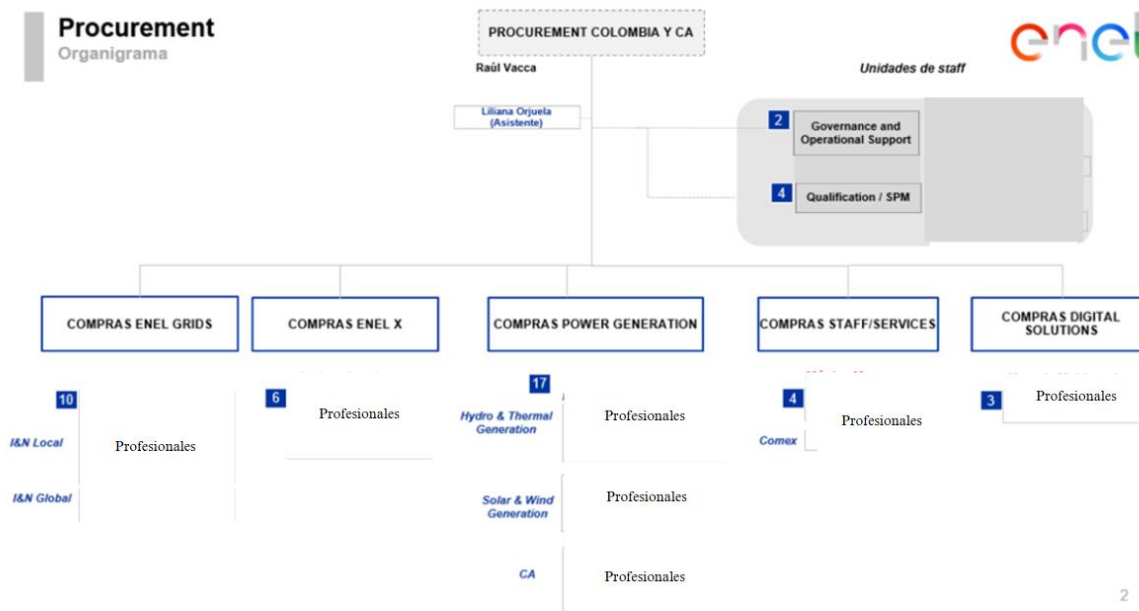 Procurement
Organigrama
PROCUREMENT COLOMBIA Y CA
Raúl Vacca
Unidades de staff
enel
Liliana Orjuela
(Asistente)
2
Governance and
Operational Support
4
Qualification / SPM
COMPRAS ENEL GRIDS
COMPRAS ENEL X
COMPRAS POWER GENERATION
COMPRAS STAFF/SERVICES
COMPRAS DIGITAL
SOLUTIONS
10
I&N Local
Profesionales
I&N Global
6
Profesionales
17
Hydro & Thermal
Generation
Profesionales
Solar & Wind
Generation
Profesionales
CA
Profesionales
4
Profesionales
Comex
3
Profesionales
2